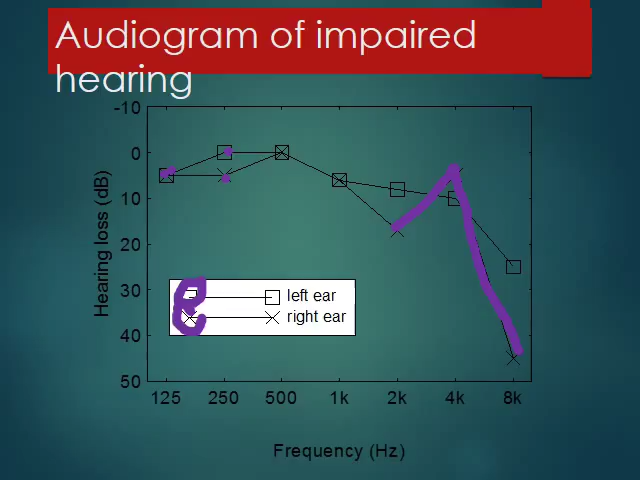 Audiogram of impaired
hearing
-10
0
10
20
30
40
50
Hearing loss (dB)
left ear
right ear
125 250 500 1k 2k 4k 8k
Frequency (Hz)